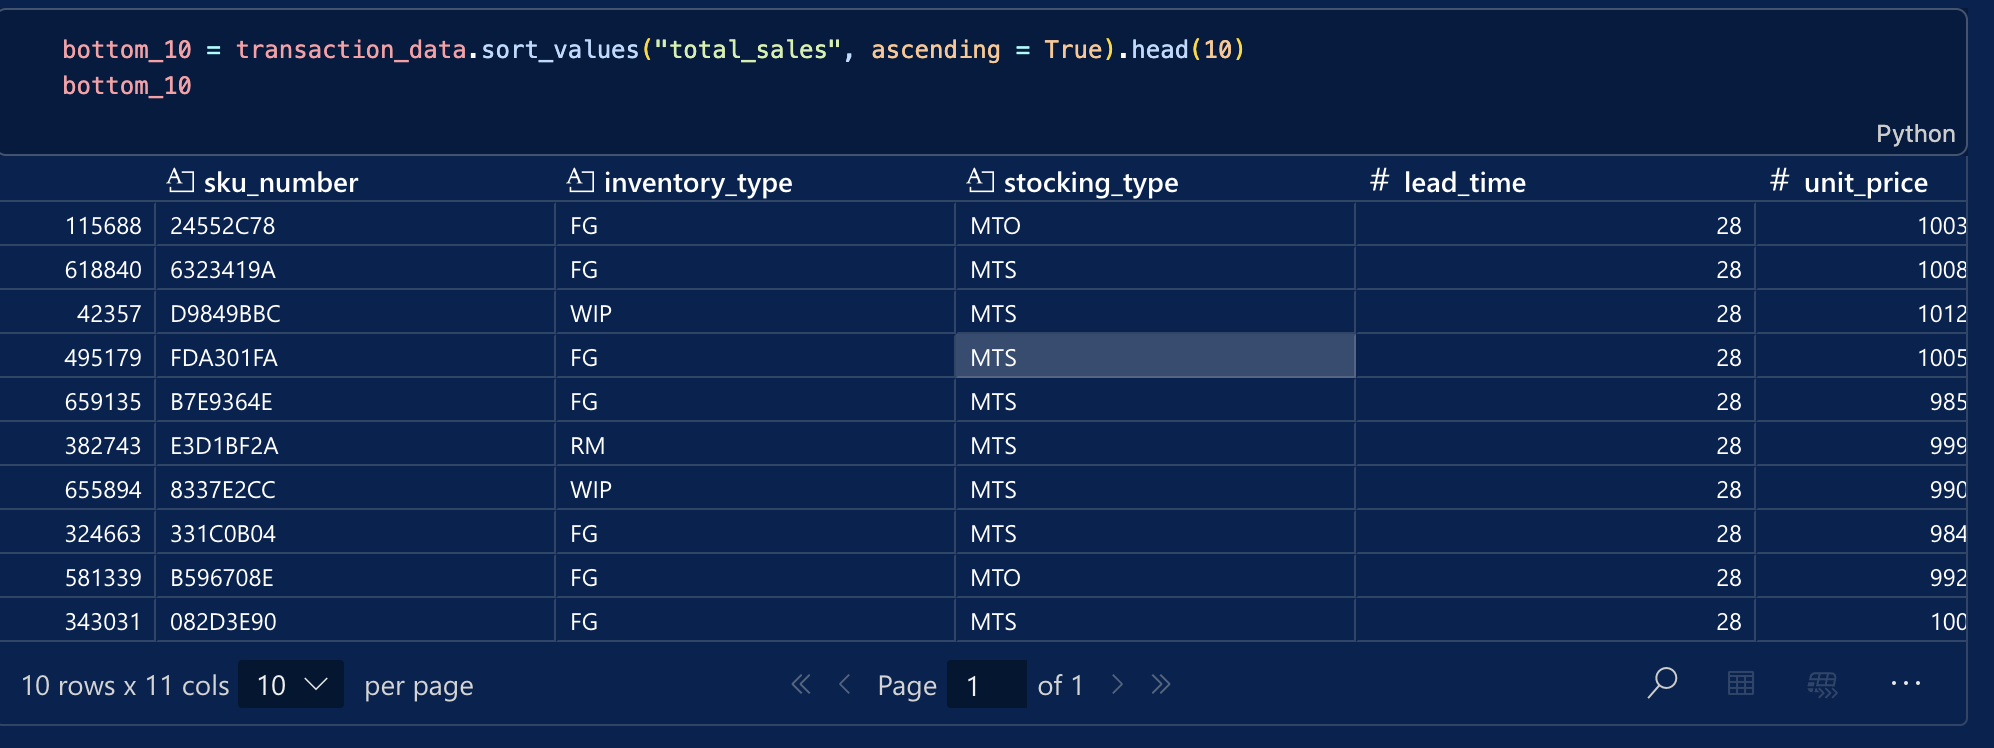 bottom_10 = transaction_data.sort_values("total_sales", ascending = True).head(10)
bottom_10
Python
sku_number inventory_type stocking_type # lead_time # unit_price
115688 24552C78 FG MTO 28 1003
618840 6323419A FG MTS 28 1008
42357 D9849BBC WIP MTS 28 1012
495179 FDA301FA FG MTS 28 1005
659135 B7E9364E FG MTS 28 985
382743 E3D1BF2A RM MTS 28 999
655894 8337E2CC WIP MTS 28 990
324663 331C0B04 FG MTS 28 984
581339 B596708E FG MTO 28 992
343031 082D3E90 FG MTS 28 100
10 rows x 11 cols 10 per page Page 1 of 1